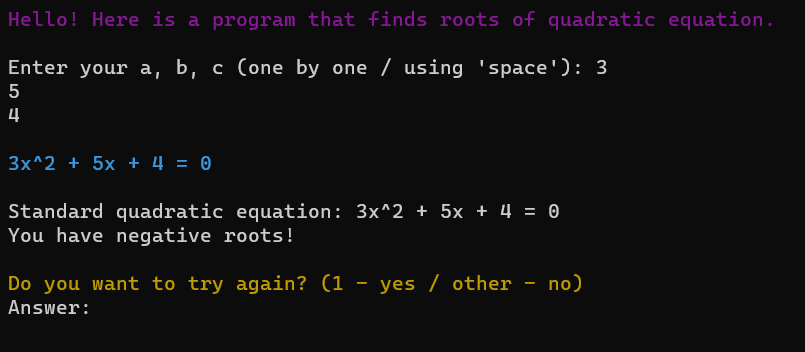 Hello! Here is a program that finds roots of quadratic equation.
Enter your a, b, c (one by one / using 'space'): 3
5
4
3x^2 + 5x + 4 = 0
Standard quadratic equation: 3x^2 + 5x + 4 = 0
You have negative roots!
Do you want to try again? (1 - yes / other - no)
Answer: